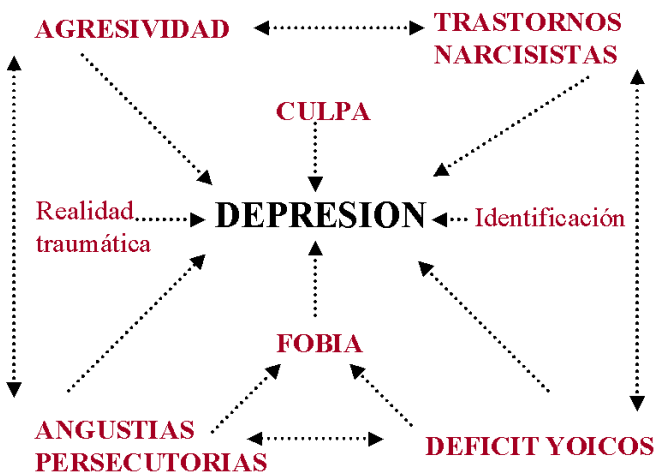 AGRESIVIDAD
TRASTORNOS
NARCISISTAS
CULPA
Realidad
traumática
DEPRESION
Identificación
FOBIA
ANGUSTIAS
PERSECUTORIAS
DEFICIT YOICOS